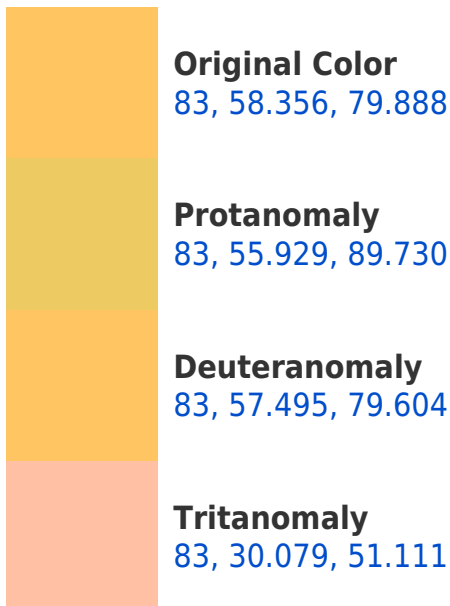 Original Color
83, 58.356, 79.888
Protanomaly
83, 55.929, 89.730
Deuteranomaly
83, 57.495, 79.604
Tritanomaly
83, 30.079, 51.111